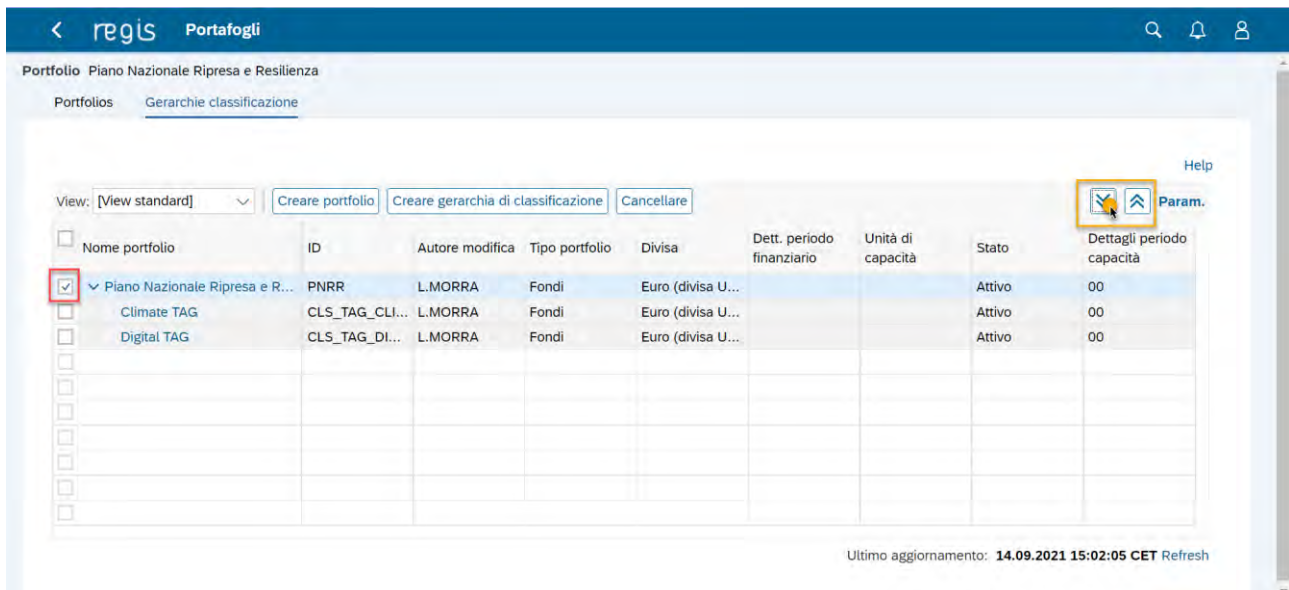 regis Portafogli
Portfolio Piano Nazionale Ripresa e Resilienza
Portfolios Gerarchie classificazione
Help
View: [View standard] Creare portfolio Creare gerarchia di classificazione Cancellare Param.
Nome portfolio ID Autore modifica Tipo portfolio Divisa Dett. periodo finanziario Unità di capacità Stato Dettagli periodo capacità
Piano Nazionale Ripresa e R... PNRR L.MORRA Fondi Euro (divisa U... Attivo 00
Climate TAG CLS_TAG_CLI... L.MORRA Fondi Euro (divisa U... Attivo 00
Digital TAG CLS_TAG_DI... L.MORRA Fondi Euro (divisa U... Attivo 00
Ultimo aggiornamento: 14.09.2021 15:02:05 CET Refresh